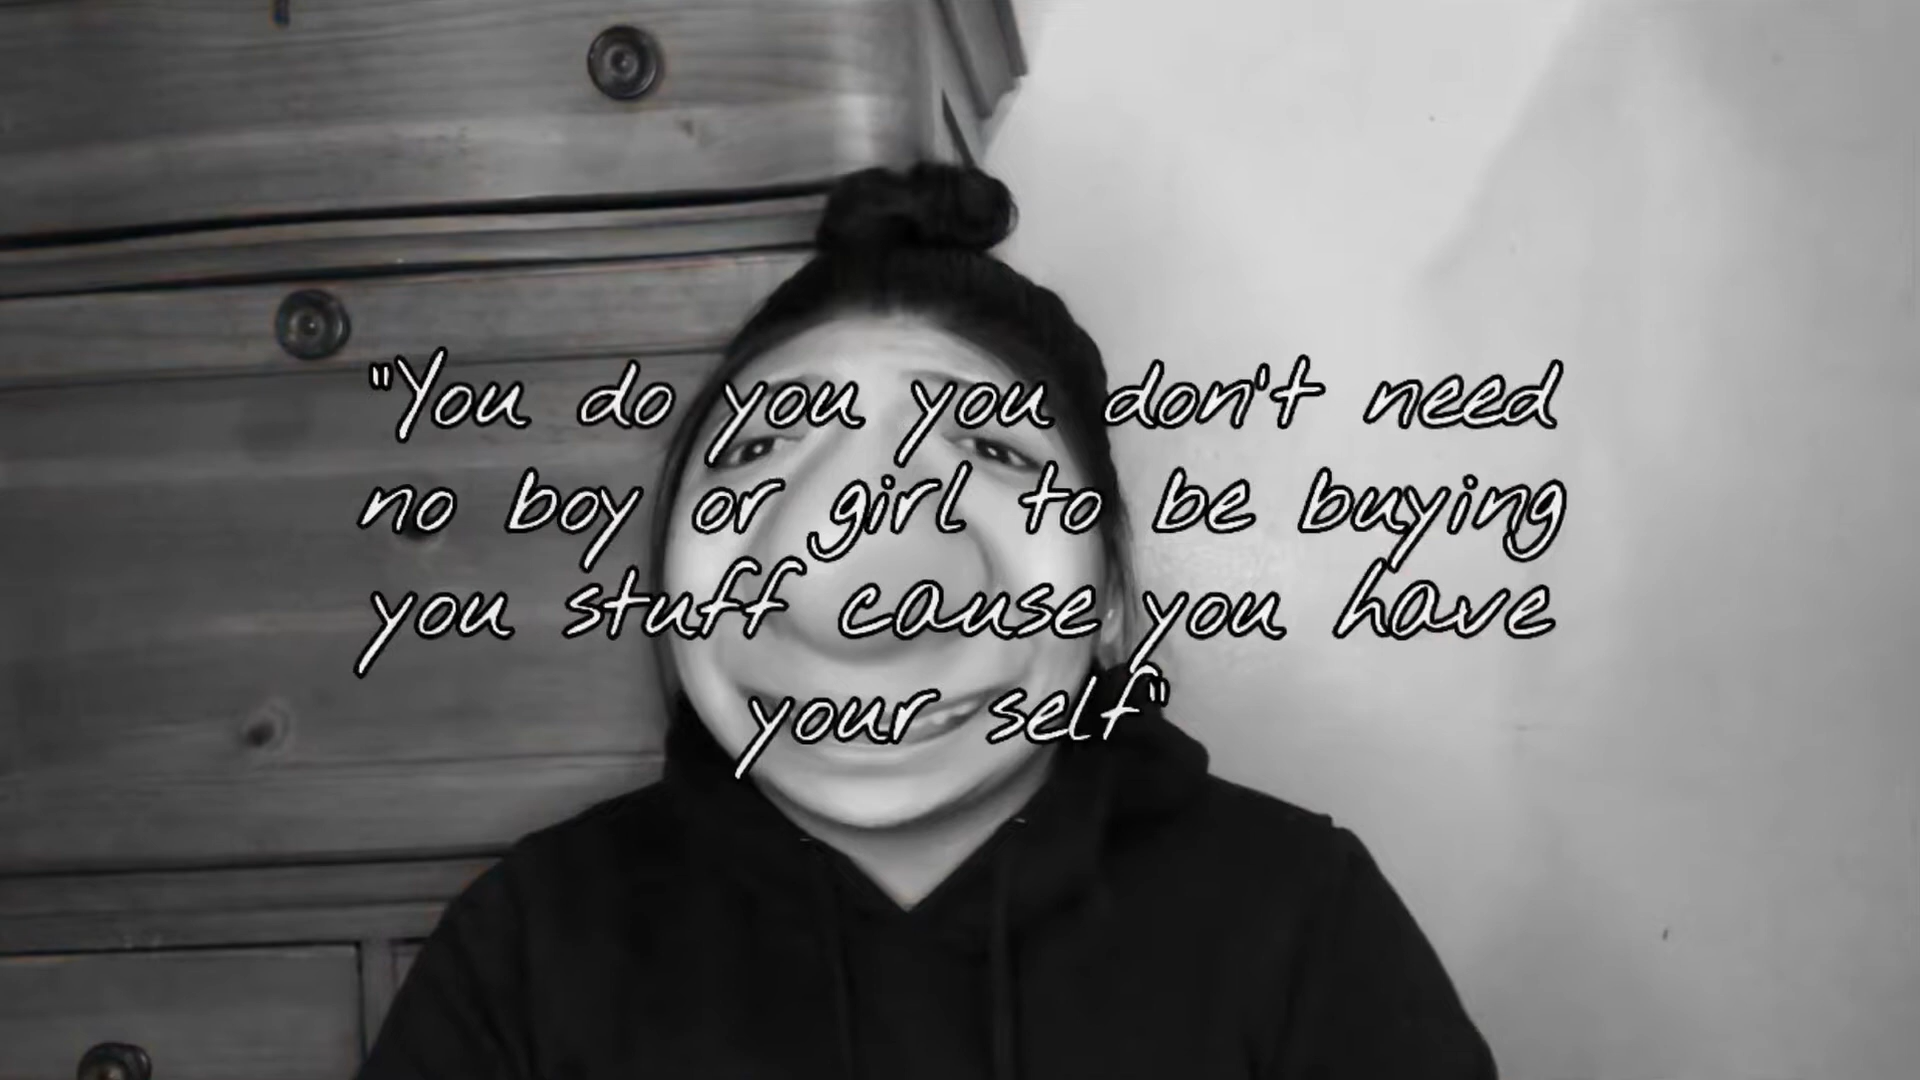 "You do you you don't need
no boy or girl to be buying
you stuff cause you have
your self"